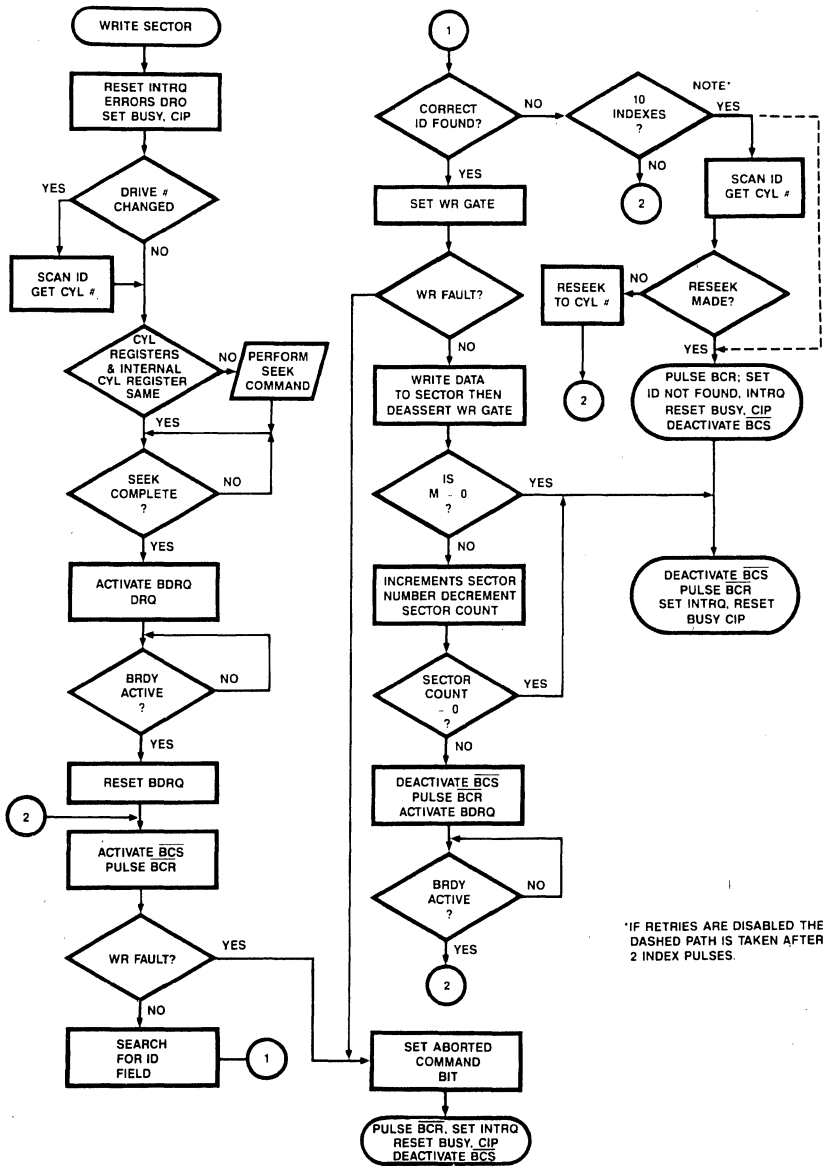 WRITE SECTOR
RESET INTRQ
ERRORS DRO
SET BUSY, CIP
DRIVE #
CHANGED
YES
NO
SCAN ID
GET CYL #
CYL
REGISTERS
& INTERNAL
CYL REGISTER
SAME
NO
PERFORM
SEEK
COMMAND
YES
SEEK
COMPLETE
?
NO
YES
ACTIVATE BDRQ
DRQ
BRDY
ACTIVE
?
NO
YES
RESET BDRQ
2
ACTIVATE BCS
PULSE BCR
WR FAULT?
YES
NO
SEARCH
FOR ID
FIELD
1
1
CORRECT
ID FOUND?
NO
YES
10
INDEXES
?
NOTE*
YES
NO
2
SCAN ID
GET CYL #
SET WR GATE
WR FAULT?
NO
RESEEK
MADE?
NO
YES
RESEEK
TO CYL #
2
PULSE BCR; SET
ID NOT FOUND, INTRQ
RESET BUSY, CIP
DEACTIVATE BCS
WRITE DATA
TO SECTOR THEN
DEASSERT WR GATE
IS
M - 0
?
YES
NO
INCREMENTS SECTOR
NUMBER DECREMENT
SECTOR COUNT
DEACTIVATE BCS
PULSE BCR
SET INTRQ, RESET
BUSY CIP
SECTOR
COUNT
- 0
?
YES
NO
DEACTIVATE BCS
PULSE BCR
ACTIVATE BDRQ
BRDY
ACTIVE
?
NO
YES
2
*IF RETRIES ARE DISABLED THE
DASHED PATH IS TAKEN AFTER
2 INDEX PULSES.
SET ABORTED
COMMAND
BIT
PULSE BCR, SET INTRQ
RESET BUSY, CIP
DEACTIVATE BCS